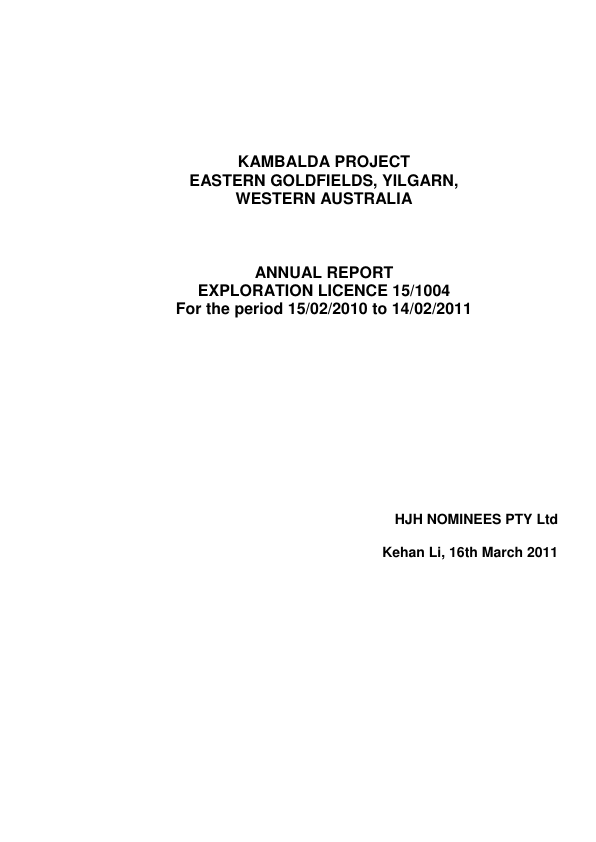 KAMBALDA PROJECT
EASTERN GOLDFIELDS, YILGARN,
WESTERN AUSTRALIA
ANNUAL REPORT
EXPLORATION LICENCE 15/1004
For the period 15/02/2010 to 14/02/2011
HJH NOMINEES PTY Ltd
Kehan Li, 16th March 2011